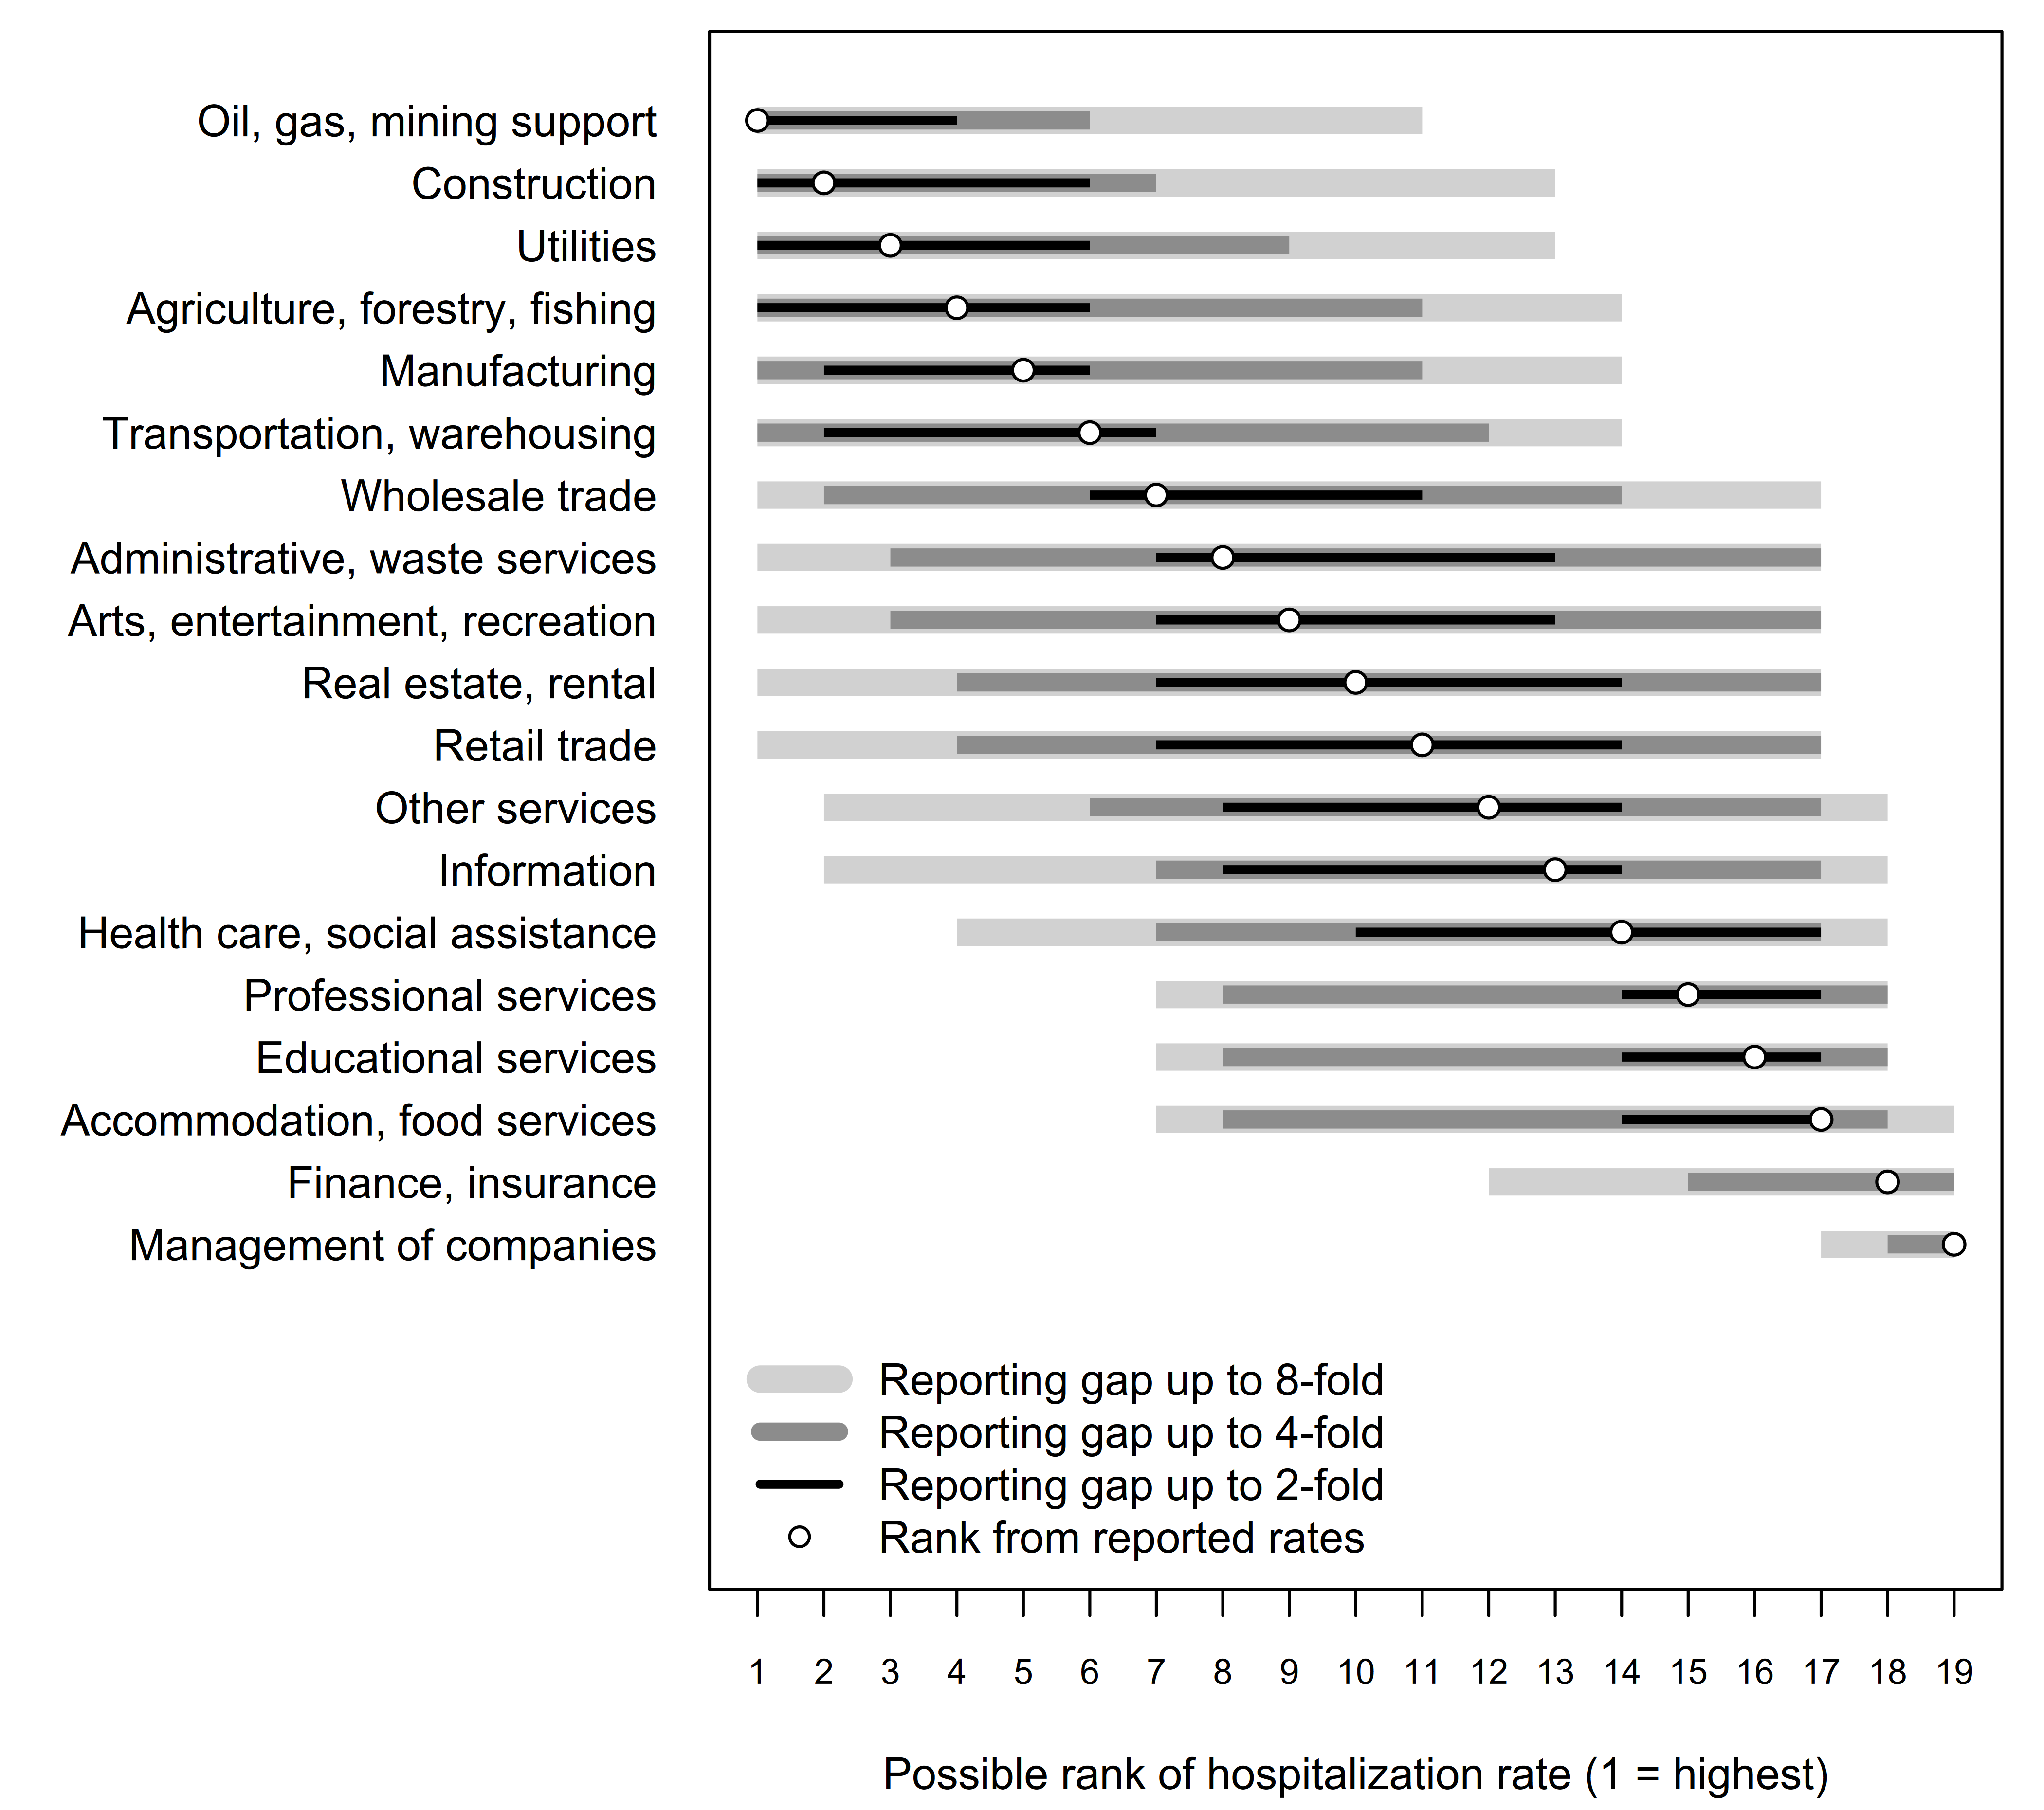 Oil, gas, mining support
Construction
Utilities
Agriculture, forestry, fishing
Manufacturing
Transportation, warehousing
Wholesale trade
Administrative, waste services
Arts, entertainment, recreation
Real estate, rental
Retail trade
Other services
Information
Health care, social assistance
Professional services
Educational services
Accommodation, food services
Finance, insurance
Management of companies
Reporting gap up to 8-fold
Reporting gap up to 4-fold
Reporting gap up to 2-fold
Rank from reported rates
1 2 3 4 5 6 7 8 9 10 11 12 13 14 15 16 17 18 19
Possible rank of hospitalization rate (1 = highest)